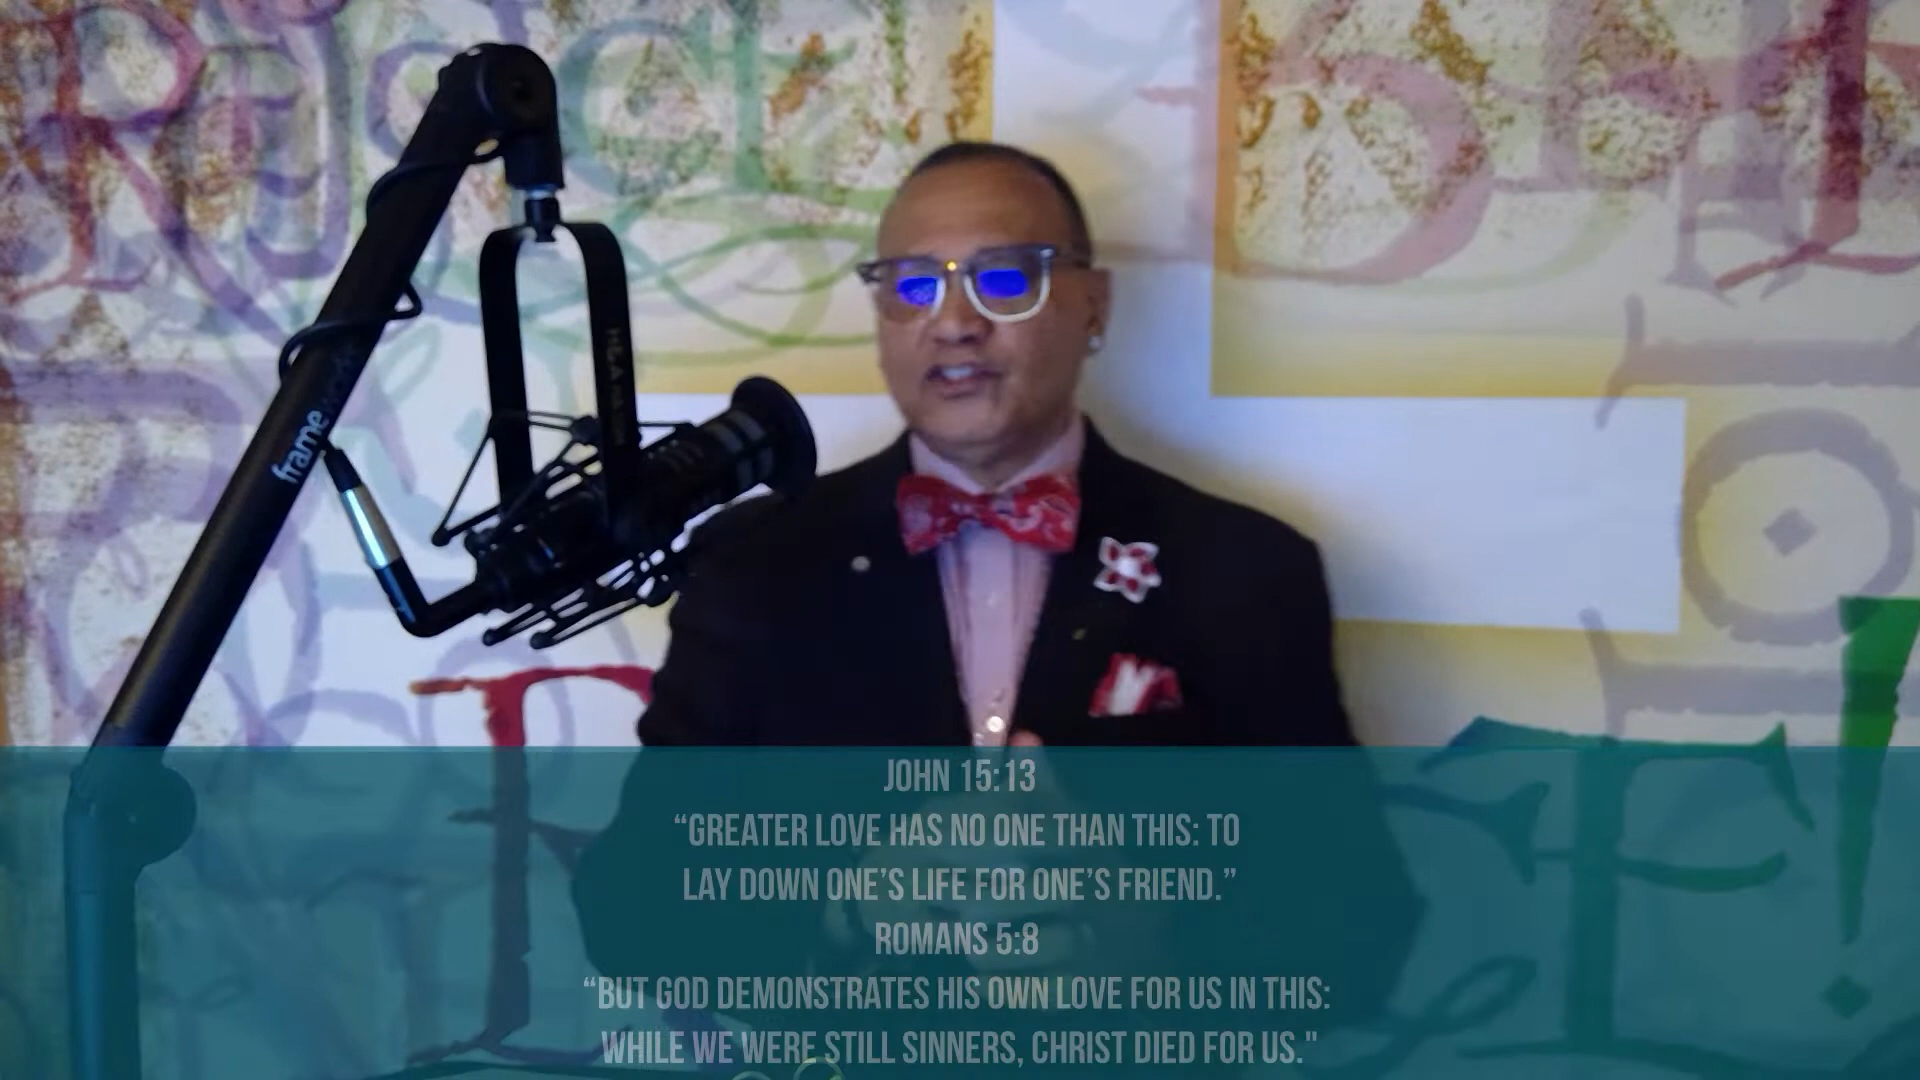 Reject
frame
JOHN 15:13
“GREATER LOVE HAS NO ONE THAN THIS: TO
LAY DOWN ONE’S LIFE FOR ONE’S FRIEND.”
ROMANS 5:8
“BUT GOD DEMONSTRATES HIS OWN LOVE FOR US IN THIS:
WHILE WE WERE STILL SINNERS, CHRIST DIED FOR US."